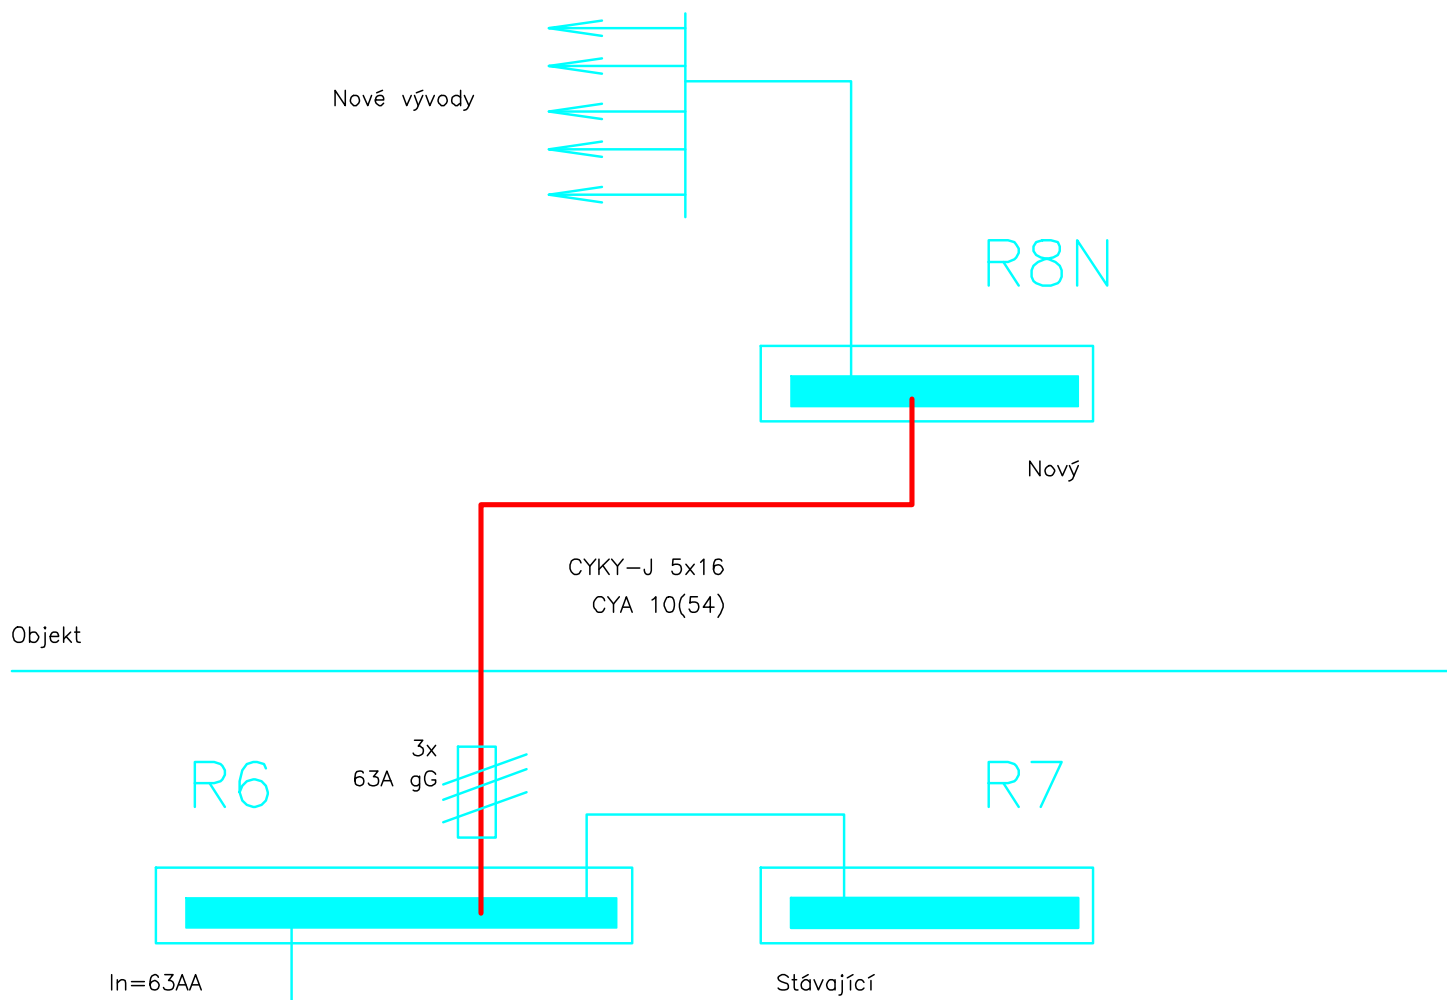 Nové vývody
R8N
Nový
CYKY-J 5x16
CYA 10(54)
Objekt
3x
63A gG
R6
R7
In=63AA
Stávající